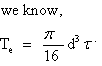 we know,
Te = π/16 d³ τ